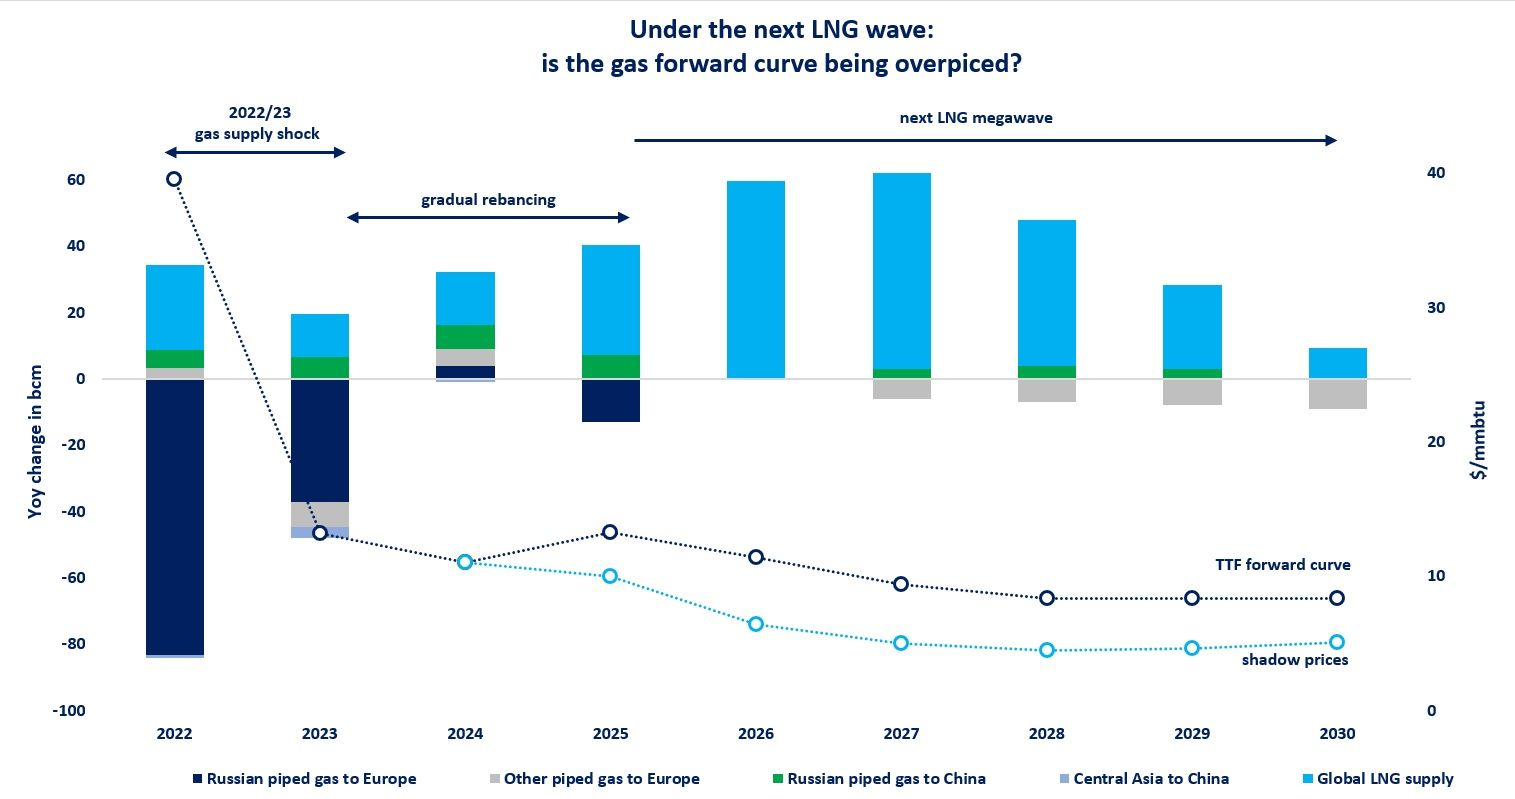 Under the next LNG wave:
is the gas forward curve being overpiced?
2022/23
gas supply shock
next LNG megawave
gradual rebancing
60
40
20
0
-20
-40
-60
-80
-100
Yoy change in bcm
40
30
20
10
0
$/mmbtu
TTF forward curve
shadow prices
2022 2023 2024 2025 2026 2027 2028 2029 2030
Russian piped gas to Europe Other piped gas to Europe Russian piped gas to China Central Asia to China Global LNG supply